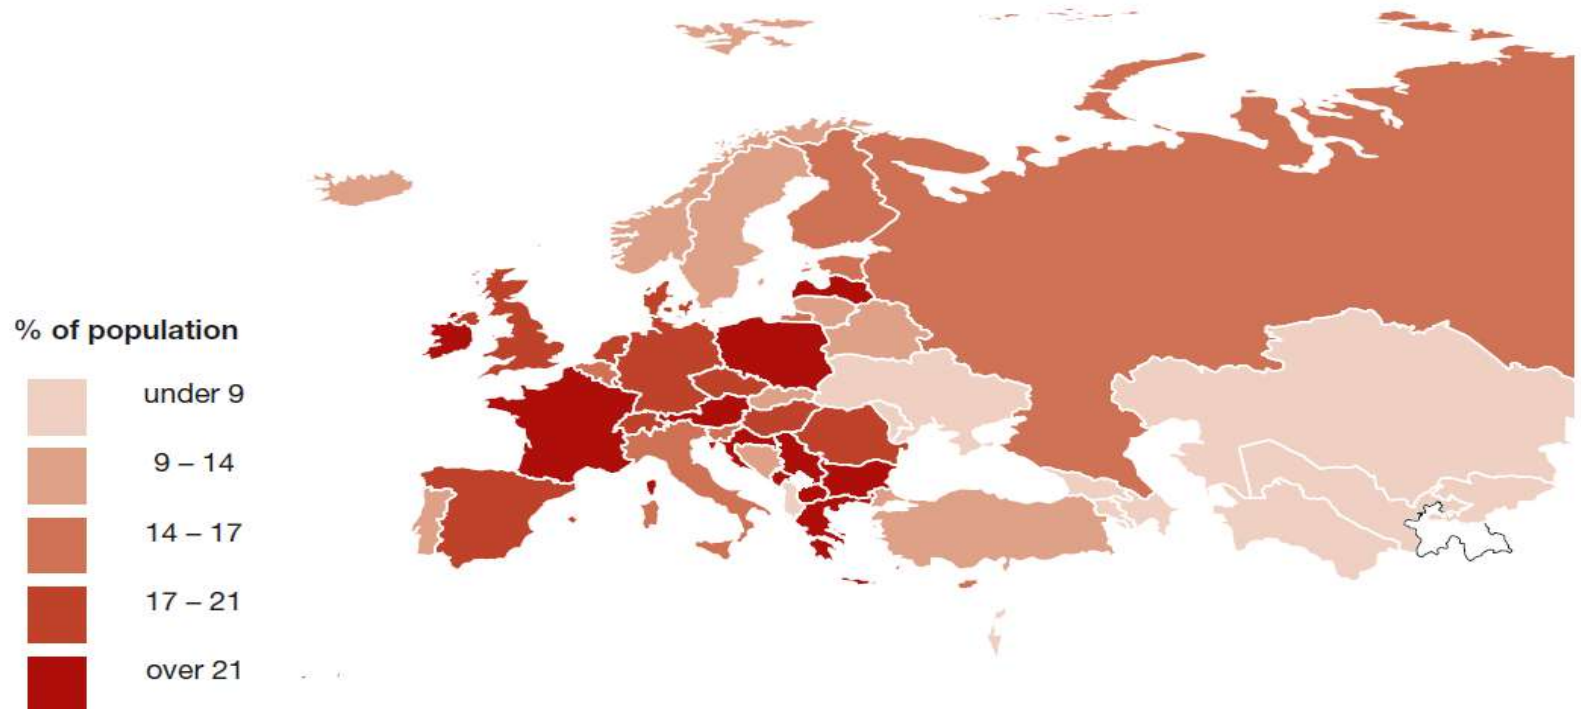 % of population
under 9
9 – 14
14 – 17
17 – 21
over 21